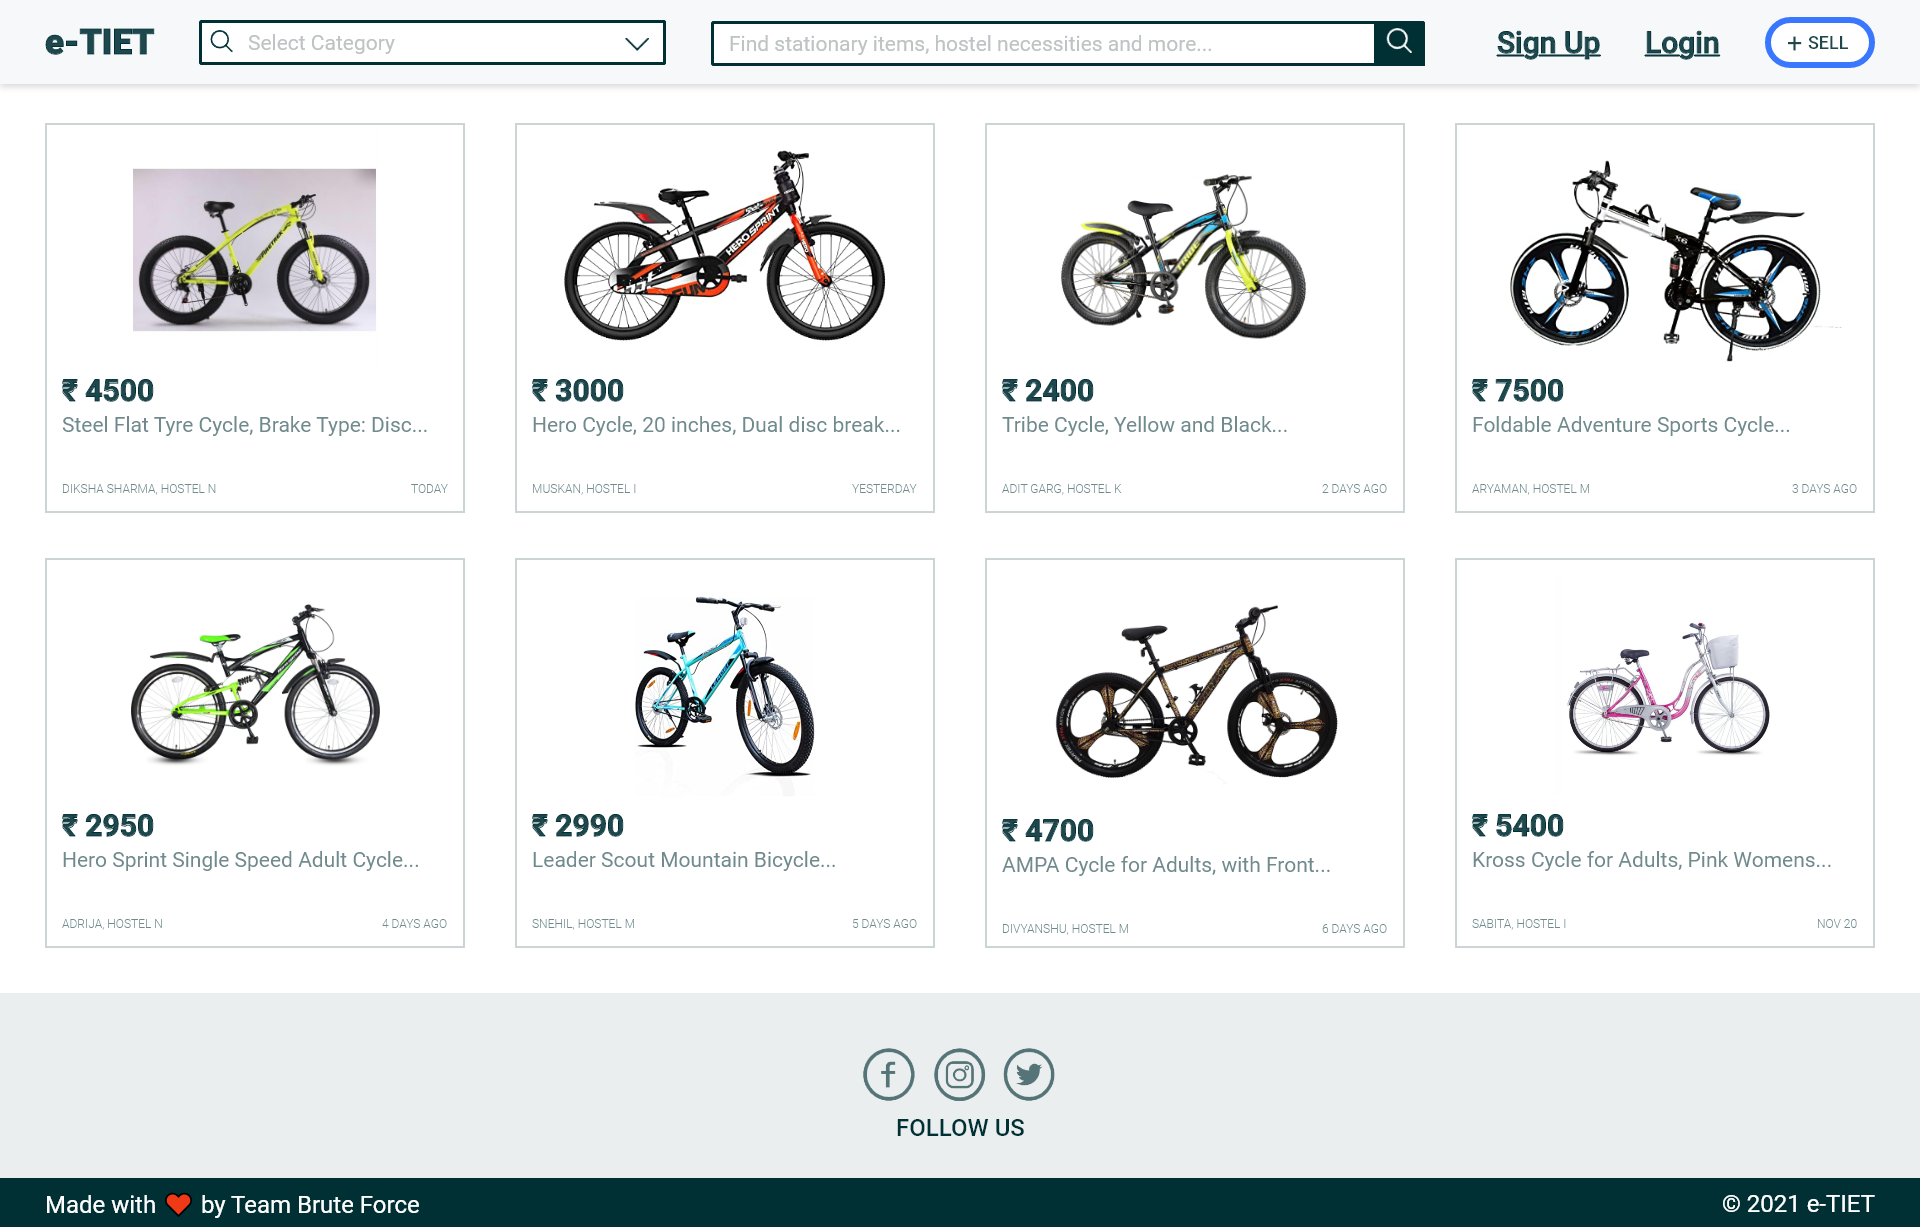 e-TIET
Select Category
Find stationary items, hostel necessities and more...
Sign Up
Login
+ SELL
₹ 4500
Steel Flat Tyre Cycle, Brake Type: Disc...
DIKSHA SHARMA, HOSTEL N
TODAY
HERO SPRINT
₹ 3000
Hero Cycle, 20 inches, Dual disc break...
MUSKAN, HOSTEL I
YESTERDAY
TRIBE
₹ 2400
Tribe Cycle, Yellow and Black...
ADIT GARG, HOSTEL K
2 DAYS AGO
X6
₹ 7500
Foldable Adventure Sports Cycle...
ARYAMAN, HOSTEL M
3 DAYS AGO
₹ 2950
Hero Sprint Single Speed Adult Cycle...
ADRIJA, HOSTEL N
4 DAYS AGO
₹ 2990
Leader Scout Mountain Bicycle...
SNEHIL, HOSTEL M
5 DAYS AGO
₹ 4700
AMPA Cycle for Adults, with Front...
DIVYANSHU, HOSTEL M
6 DAYS AGO
₹ 5400
Kross Cycle for Adults, Pink Womens...
SABITA, HOSTEL I
NOV 20
FOLLOW US
Made with ❤ by Team Brute Force
© 2021 e-TIET